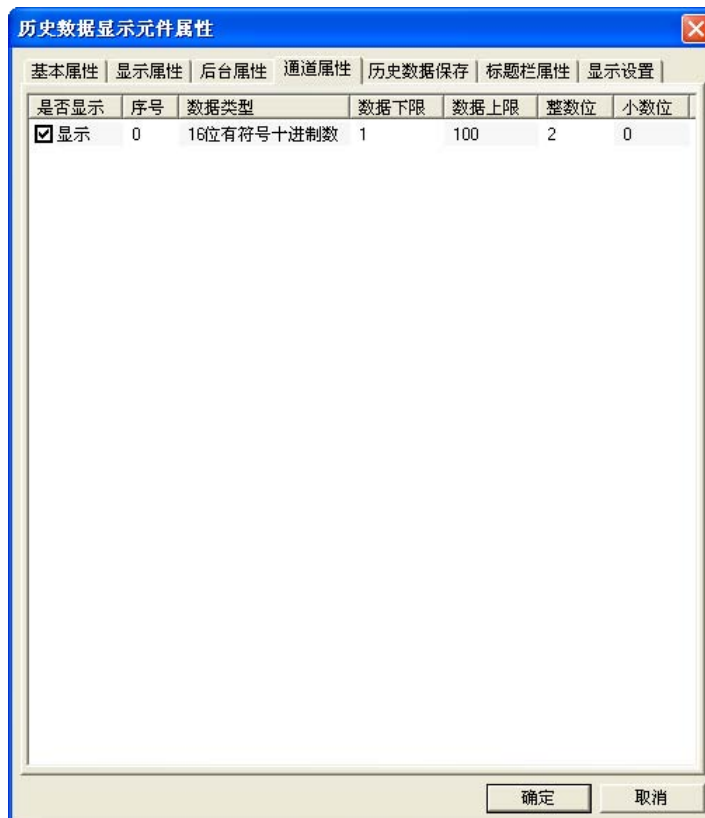 历史数据显示元件属性
基本属性 显示属性 后台属性 通道属性 历史数据保存 标题栏属性 显示设置
是否显示 序号 数据类型 数据下限 数据上限 整数位 小数位
显示 0 16位有符号十进制数 1 100 2 0
确定 取消